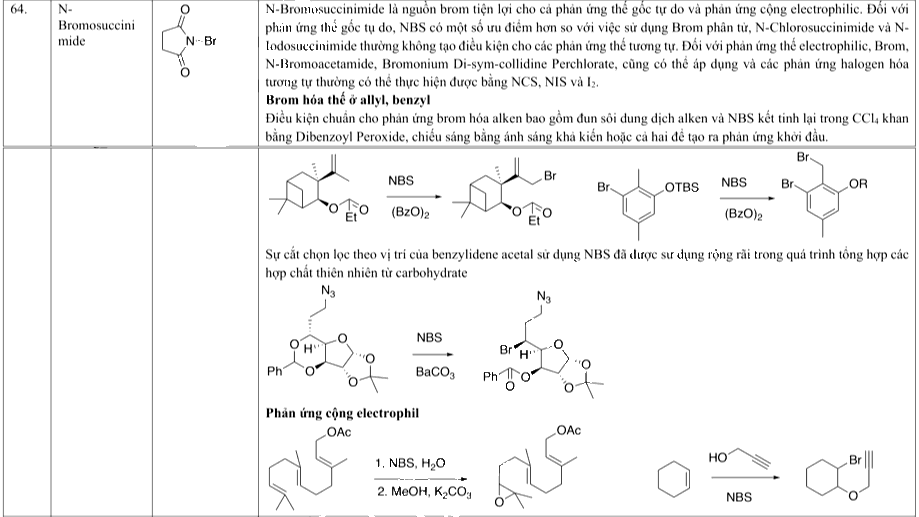 64.
N-
Bromosuccini
mide
O
N
Br
O
N-Bromosuccinimide là nguồn brom tiện lợi cho cả phản ứng thế gốc tự do và phản ứng cộng electrophilic. Đối với
phản ứng thế gốc tự do, NBS có một số ưu điểm hơn so với việc sử dụng Brom phân tử, N-Chlorosuccinimide và N-
Iodosuccinimide thường không tạo điều kiện cho các phản ứng thế tương tự. Đối với phản ứng thế electrophilic, Brom,
N-Bromoacetamide, Bromonium Di-sym-collidine Perchlorate, cũng có thể áp dụng và các phản ứng halogen hóa
tương tự thường có thể thực hiện được bằng NCS, NIS và I₂.
Brom hóa thế ở allyl, benzyl
Điều kiện chuẩn cho phản ứng brom hóa alken bao gồm đun sôi dung dịch alken và NBS kết tinh lại trong CCl₄ khan
bằng Dibenzoyl Peroxide, chiếu sáng bằng ánh sáng khả kiến hoặc cả hai để tạo ra phản ứng khởi đầu.
O
O
Et
NBS
(BzO)₂
Br
O
O
Et
Br
OTBS
NBS
(BzO)₂
Br
Br
OR
Sự cắt chọn lọc theo vị trí của benzylidene acetal sử dụng NBS đã được sư dụng rộng rãi trong quá trình tổng hợp các
hợp chất thiên nhiên từ carbohydrate
N₃
O
H
O
O
Ph
O
O
NBS
BaCO₃
N₃
Br
H
O
O
Ph
O
O
O
Phản ứng cộng electrophil
OAc
1. NBS, H₂O
2. MeOH, K₂CO₃
OAc
O
HO
NBS
Br
O